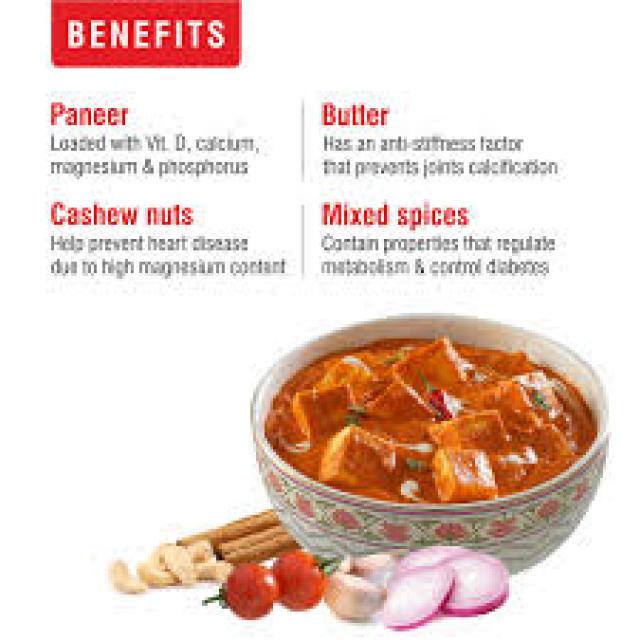 BENEFITS
Paneer
Loaded with Vit. D, calcium,
magnesium & phosphorus
Butter
Has an anti-stiffness factor
that prevents joints calcification
Cashew nuts
Help prevent heart disease
due to high magnesium content
Mixed spices
Contain properties that regulate
metabolism & control diabetes